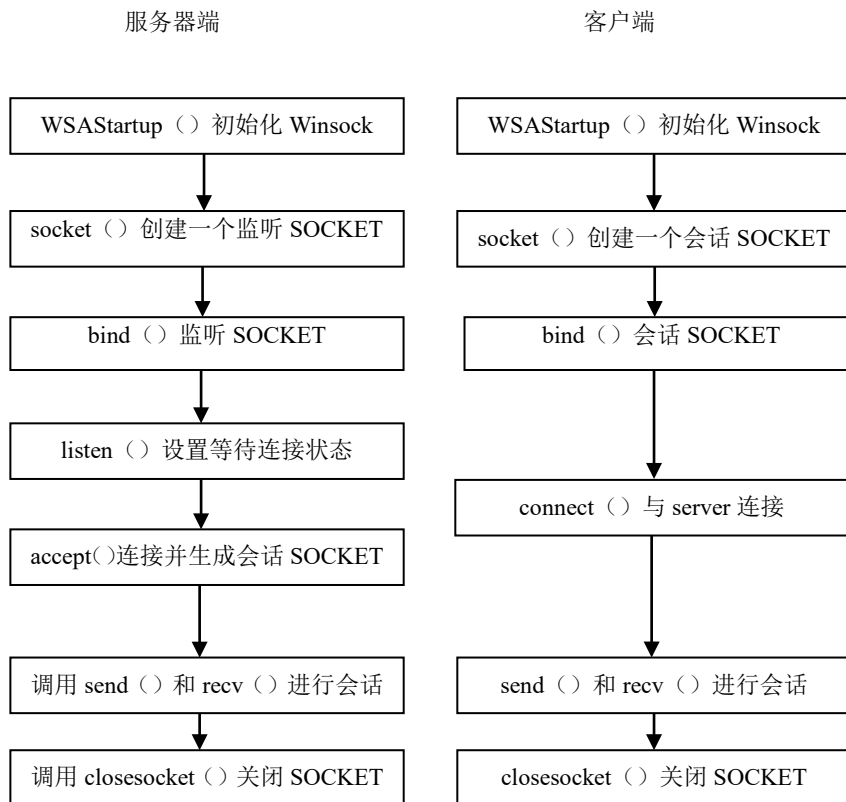 服务器端
WSAStartup（）初始化 Winsock
socket（）创建一个监听 SOCKET
bind（）监听 SOCKET
listen（）设置等待连接状态
accept()连接并生成会话 SOCKET
调用 send（）和 recv（）进行会话
调用 closesocket（）关闭 SOCKET
客户端
WSAStartup（）初始化 Winsock
socket（）创建一个会话 SOCKET
bind（）会话 SOCKET
connect（）与 server 连接
send（）和 recv（）进行会话
closesocket（）关闭 SOCKET